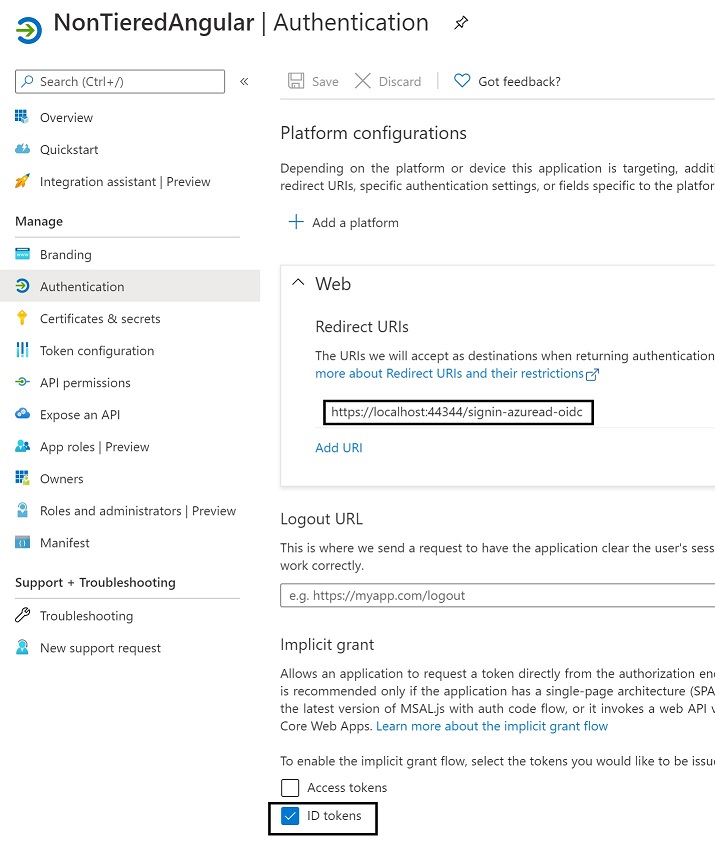 NonTieredAngular | Authentication
Search (Ctrl+/)
«
Overview
Quickstart
Integration assistant | Preview
Manage
Branding
Authentication
Certificates & secrets
Token configuration
API permissions
Expose an API
App roles | Preview
Owners
Roles and administrators | Preview
Manifest
Support + Troubleshooting
Troubleshooting
New support request
Save
Discard
Got feedback?
Platform configurations
Depending on the platform or device this application is targeting, additi
redirect URIs, specific authentication settings, or fields specific to the platfor
Add a platform
Web
Redirect URIs
The URIs we will accept as destinations when returning authentication
more about Redirect URIs and their restrictions
https://localhost:44344/signin-azuread-oidc
Add URI
Logout URL
This is where we send a request to have the application clear the user's sess
work correctly.
e.g. https://myapp.com/logout
Implicit grant
Allows an application to request a token directly from the authorization end
is recommended only if the application has a single-page architecture (SPA
the latest version of MSAL.js with auth code flow, or it invokes a web API v
Core Web Apps. Learn more about the implicit grant flow
To enable the implicit grant flow, select the tokens you would like to be issue
Access tokens
ID tokens